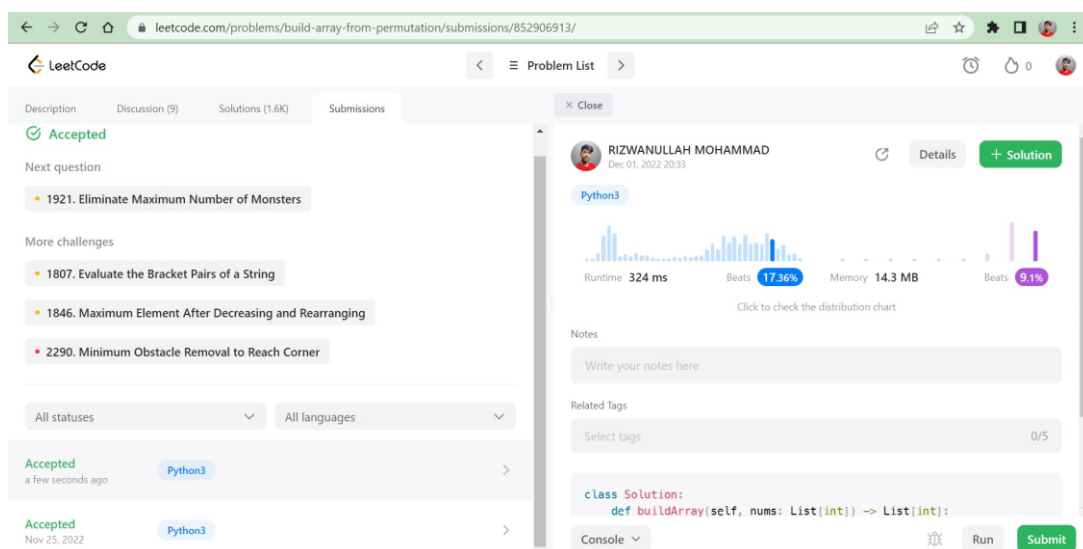 leetcode.com/problems/build-array-from-permutation/submissions/852906913/
LeetCode
Problem List
0
Description Discussion (9) Solutions (1.6K) Submissions
Close
Accepted
Next question
1921. Eliminate Maximum Number of Monsters
More challenges
1807. Evaluate the Bracket Pairs of a String
1846. Maximum Element After Decreasing and Rearranging
2290. Minimum Obstacle Removal to Reach Corner
All statuses All languages
Accepted
a few seconds ago
Python3
Accepted
Nov 25, 2022
Python3
RIZWANULLAH MOHAMMAD
Dec 01, 2022 20:33
Details
+ Solution
Python3
Runtime 324 ms Beats 17.36% Memory 14.3 MB Beats 9.1%
Click to check the distribution chart
Notes
Write your notes here
Related Tags
Select tags 0/5
class Solution:
def buildArray(self, nums: List[int]) -> List[int]:
Console Run Submit